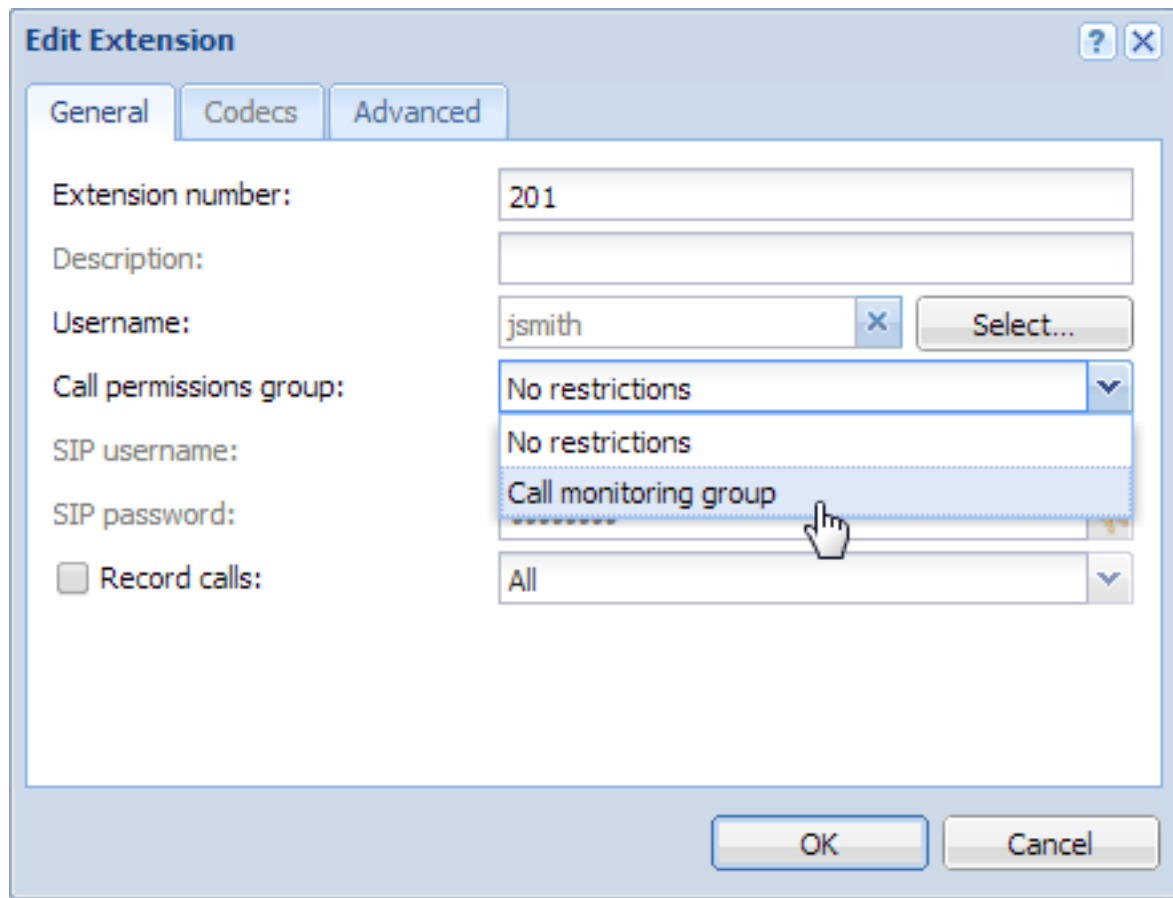 Edit Extension
General Codecs Advanced
Extension number: 201
Description:
Username: jsmith Select...
Call permissions group: No restrictions
No restrictions
SIP username:
Call monitoring group
SIP password:
Record calls: All
OK Cancel